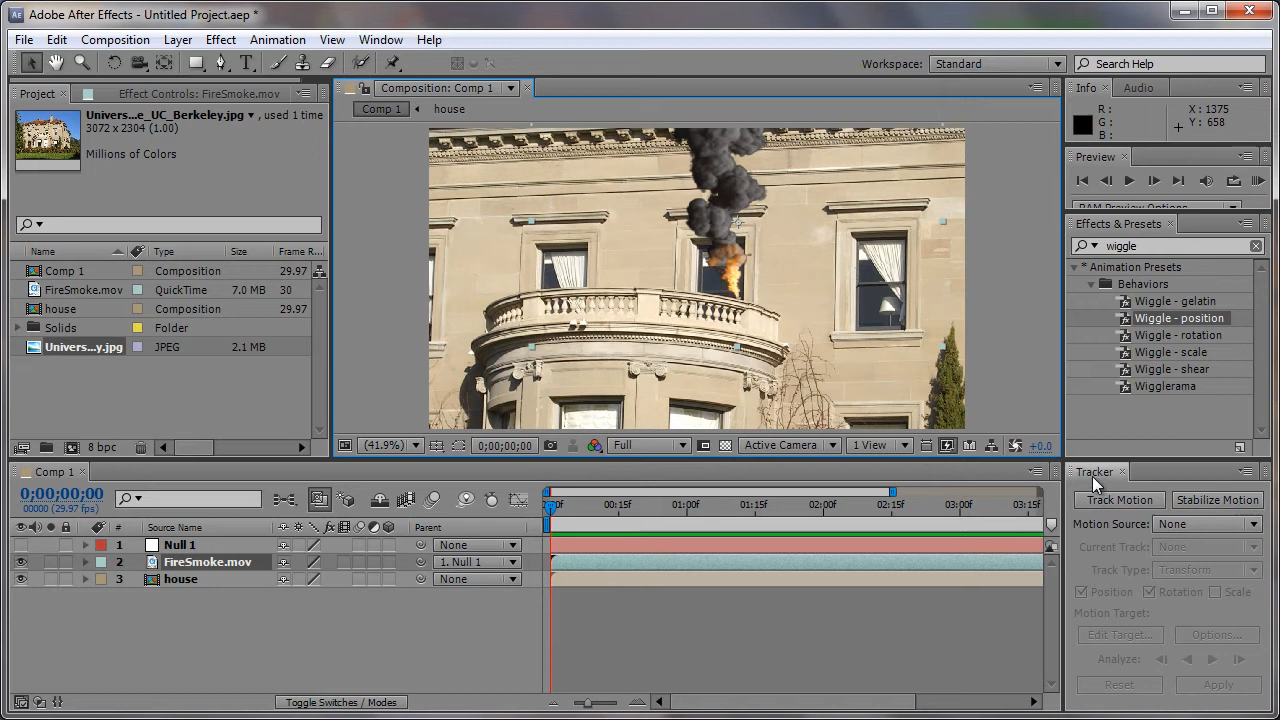 Adobe After Effects - Untitled Project.aep *
File Edit Composition Layer Effect Animation View Window Help
Workspace: Standard Search Help
Project Effect Controls: FireSmoke.mov
Composition: Comp 1
Info Audio
Comp 1 house
Univers...e_UC_Berkeley.jpg , used 1 time
3072 x 2304 (1.00)
Millions of Colors
R: X: 1375
G: Y: 658
B:
Preview
RAM Preview Options
Effects & Presets
wiggle
* Animation Presets
Behaviors
Wiggle - gelatin
Wiggle - position
Wiggle - rotation
Wiggle - scale
Wiggle - shear
Wigglerama
Name Type Size Frame R
Comp 1 Composition 29.97
FireSmoke.mov QuickTime 7.0 MB 30
house Composition 29.97
Solids Folder
Univers...y.jpg JPEG 2.1 MB
8 bpc
(41.9%) 0;00;00;00 Full Active Camera 1 View +0.0
Comp 1
0;00;00;00
00000 (29.97 fps)
00:15f 01:00f 01:15f 02:00f 02:15f 03:00f 03:15f
# Source Name Parent
1 Null 1 None
2 FireSmoke.mov 1. Null 1
3 house None
Toggle Switches / Modes
Tracker
Track Motion Stabilize Motion
Motion Source: None
Current Track: None
Track Type: Transform
Position Rotation Scale
Motion Target:
Edit Target... Options...
Analyze:
Reset Apply